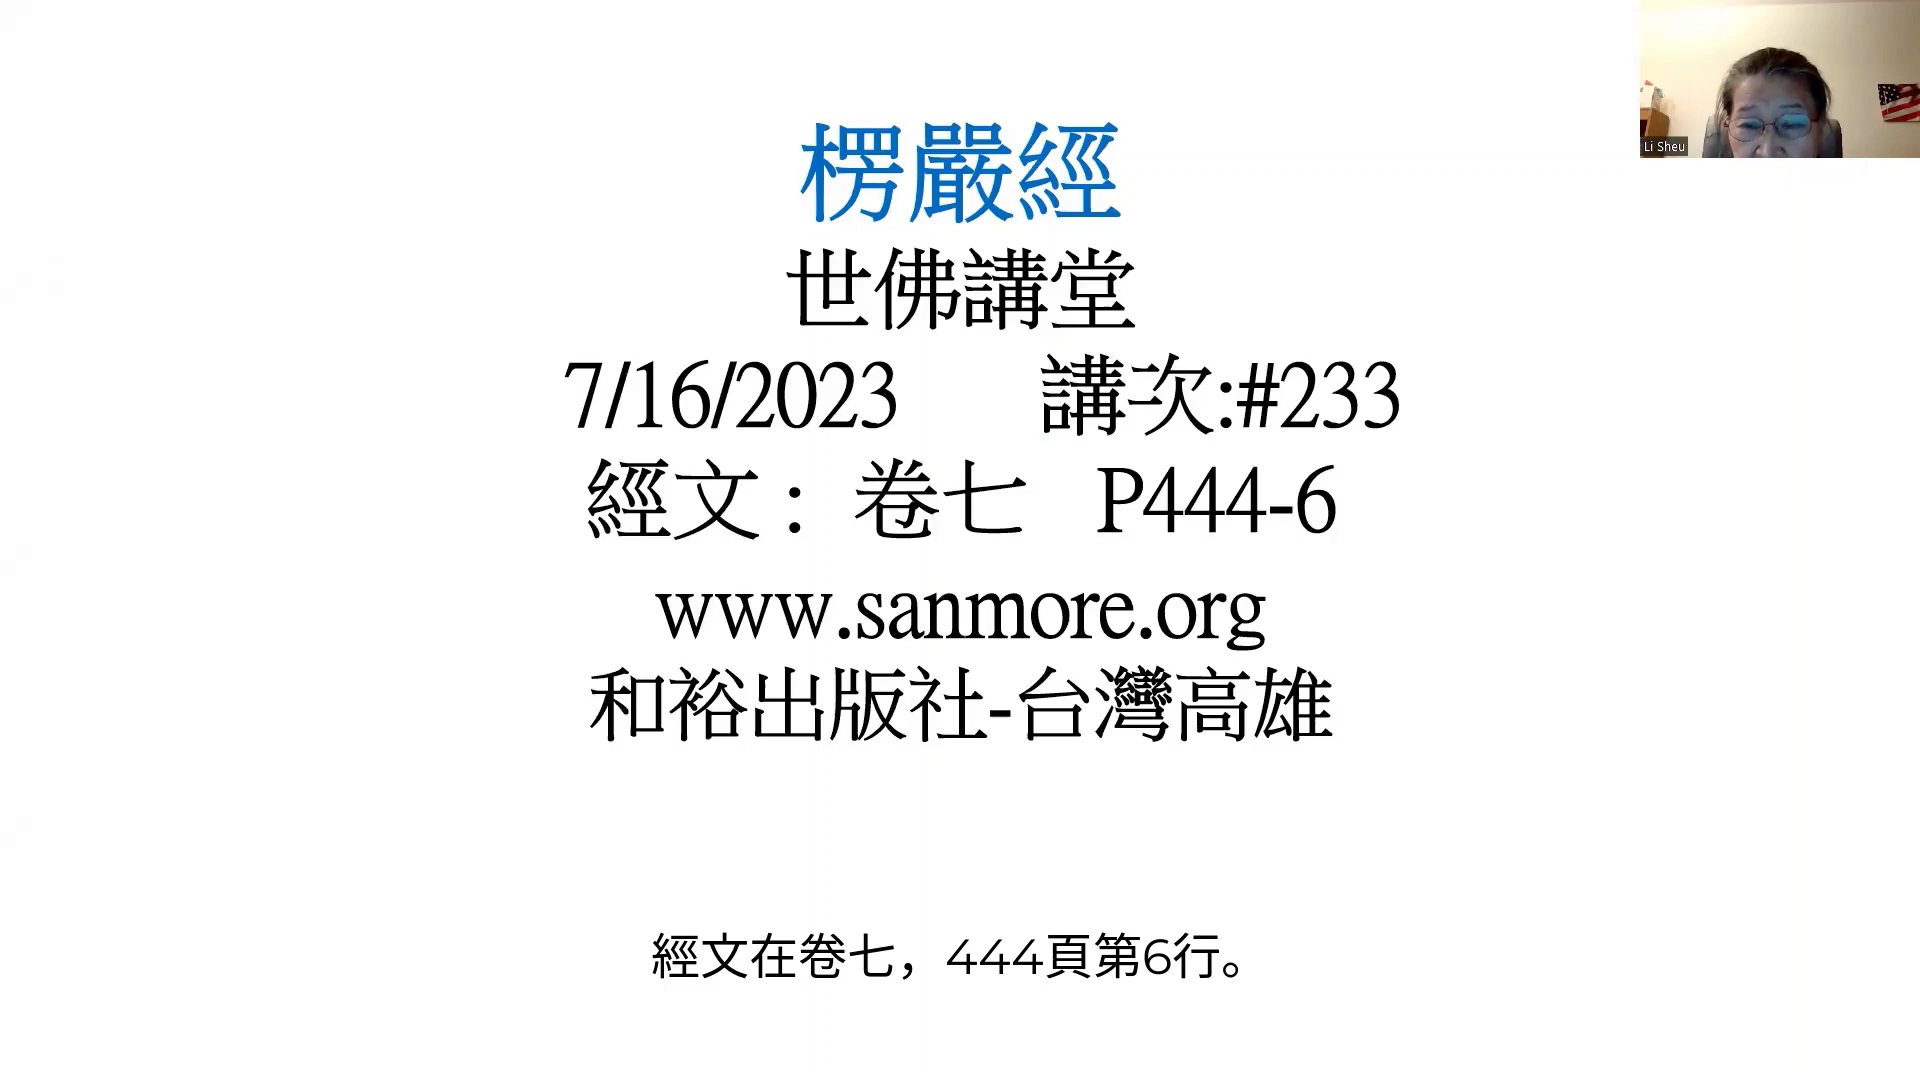 楞嚴經
世佛講堂
7/16/2023 講次:#233
經文： 卷七 P444-6
www.sanmore.org
和裕出版社-台灣高雄
經文在卷七，444頁第6行。
Li Sheu